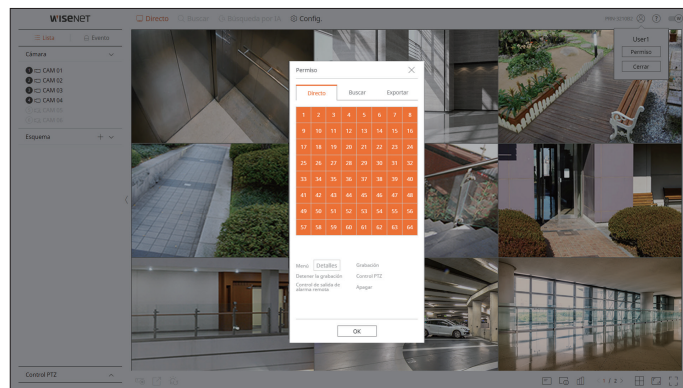 WISENET
Directo
Buscar
Búsqueda por IA
Config.
Lista
Evento
Cámara
1 CAM 01
2 CAM 02
3 CAM 03
4 CAM 04
Esquema
Control PTZ
User1
Permiso
Cerrar
Permiso
Directo Buscar Exportar
1 2 3 4 5 6 7 8
9 10 11 12 13 14 15 16
17 18 19 20 21 22 23 24
25 26 27 28 29 30 31 32
33 34 35 36 37 38 39 40
41 42 43 44 45 46 47 48
49 50 51 52 53 54 55 56
57 58 59 60 61 62 63 64
Menú Detalles Grabación
Detener la grabación Control PTZ
Control de salida de
alarma remota Apagar
OK
1 / 2